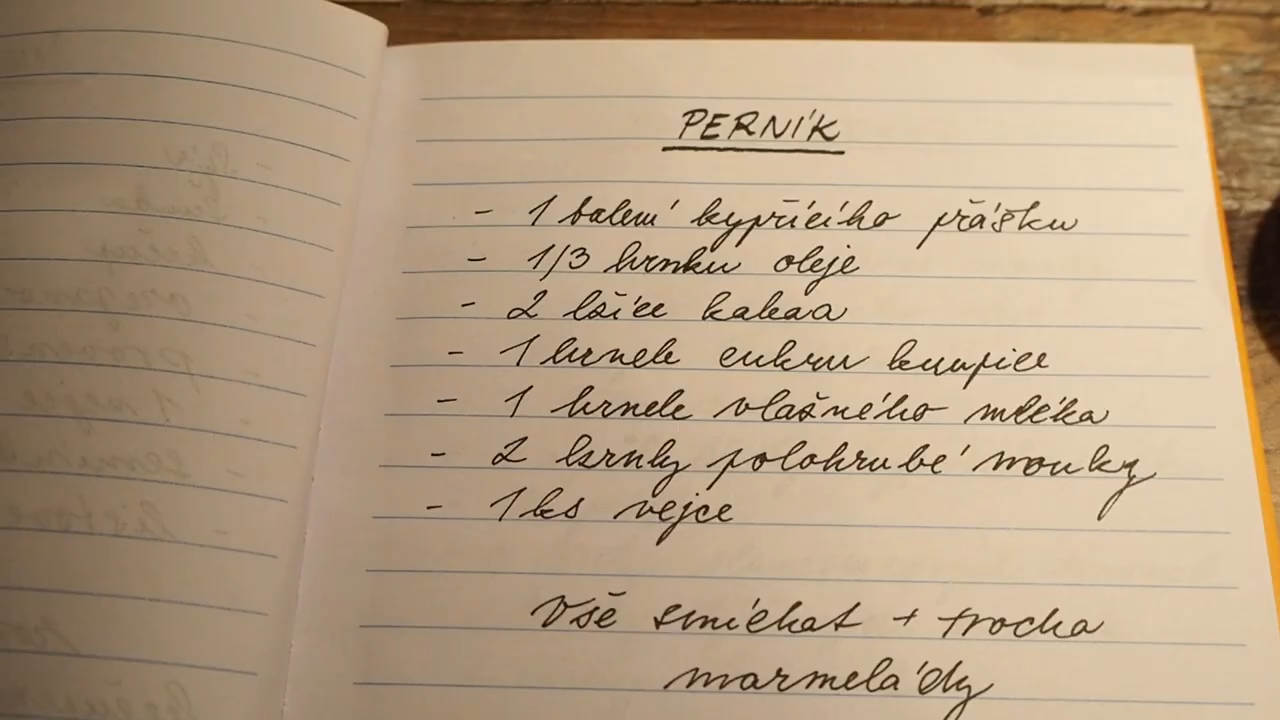 PERNÍK
- 1 balení kypřícího prášku
- 1/3 hrnku oleje
- 2 lžíce kakaa
- 1 hrnek cukru krupice
- 1 hrnek vlažného mléka
- 2 hrnky polohrubé mouky
- 1 ks vejce
Vše smíchat + trocha
marmelády